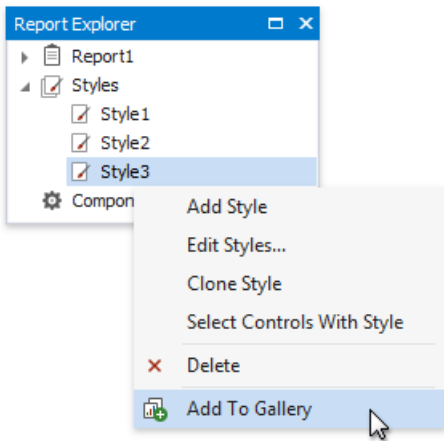 Report Explorer
Report1
Styles
Style1
Style2
Style3
Compon
Add Style
Edit Styles...
Clone Style
Select Controls With Style
Delete
Add To Gallery